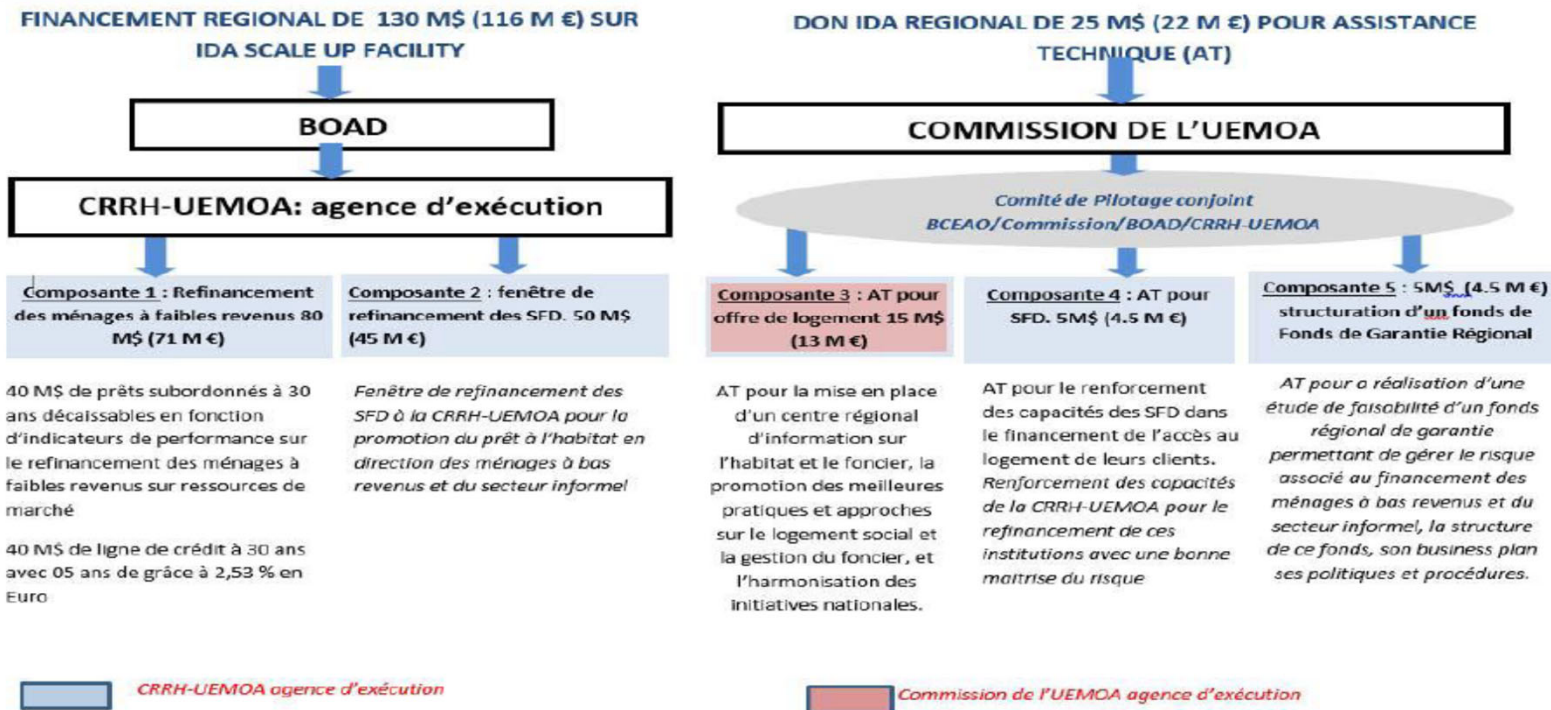 FINANCEMENT REGIONAL DE 130 M$ (116 M €) SUR
IDA SCALE UP FACILITY
BOAD
CRRH-UEMOA: agence d'exécution
Composante 1 : Refinancement
des ménages à faibles revenus 80
M$ (71 M €)
40 M$ de prêts subordonnés à 30
ans décaissables en fonction
d'indicateurs de performance sur
le refinancement des ménages à
faibles revenus sur ressources de
marché
40 M$ de ligne de crédit à 30 ans
avec 05 ans de grâce à 2,53 % en
Euro
Composante 2 : fenêtre de
refinancement des SFD. 50 M$
(45 M €)
Fenêtre de refinancement des
SFD à la CRRH-UEMOA pour la
promotion du prêt à l'habitat en
direction des ménages à bas
revenus et du secteur informel
DON IDA REGIONAL DE 25 M$ (22 M €) POUR ASSISTANCE
TECHNIQUE (AT)
COMMISSION DE L'UEMOA
Comité de Pilotage conjoint
BCEAO/Commission/BOAD/CRRH-UEMOA
Composante 3 : AT pour
offre de logement 15 M$
(13 M €)
AT pour la mise en place
d'un centre régional
d'information sur
l'habitat et le foncier, la
promotion des meilleures
pratiques et approches
sur le logement social et
la gestion du foncier, et
l'harmonisation des
initiatives nationales.
Composante 4 : AT pour
SFD. 5M$ (4.5 M €)
AT pour le renforcement
des capacités des SFD dans
le financement de l'accès au
logement de leurs clients.
Renforcement des capacités
de la CRRH-UEMOA pour le
refinancement de ces
institutions avec une bonne
maitrise du risque
Composante 5 : 5M$ (4.5 M €)
structuration d'un fonds de
Fonds de Garantie Régional
AT pour a réalisation d'une
étude de faisabilité d'un fonds
régional de garantie
permettant de gérer le risque
associé au financement des
ménages à bas revenus et du
secteur informel, la structure
de ce fonds, son business plan
ses politiques et procédures.
CRRH-UEMOA agence d'exécution
Commission de l'UEMOA agence d'exécution